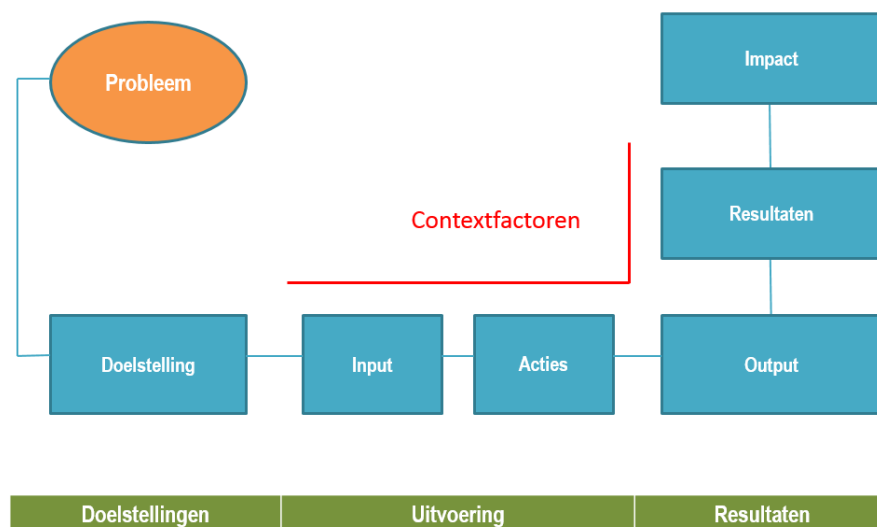 Probleem
Impact
Contextfactoren
Resultaten
Doelstelling
Input
Acties
Output
Doelstellingen
Uitvoering
Resultaten